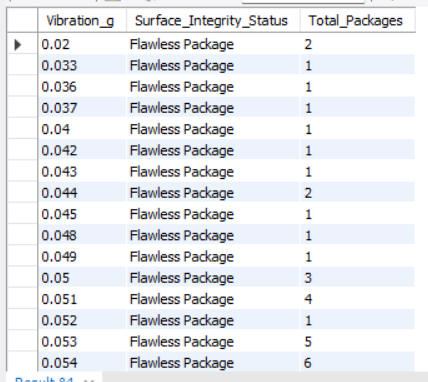 Vibration_g Surface_Integrity_Status Total_Packages
0.02 Flawless Package 2
0.033 Flawless Package 1
0.036 Flawless Package 1
0.037 Flawless Package 1
0.04 Flawless Package 1
0.042 Flawless Package 1
0.043 Flawless Package 1
0.044 Flawless Package 2
0.045 Flawless Package 1
0.048 Flawless Package 1
0.049 Flawless Package 1
0.05 Flawless Package 3
0.051 Flawless Package 4
0.052 Flawless Package 1
0.053 Flawless Package 5
0.054 Flawless Package 6
Result 84